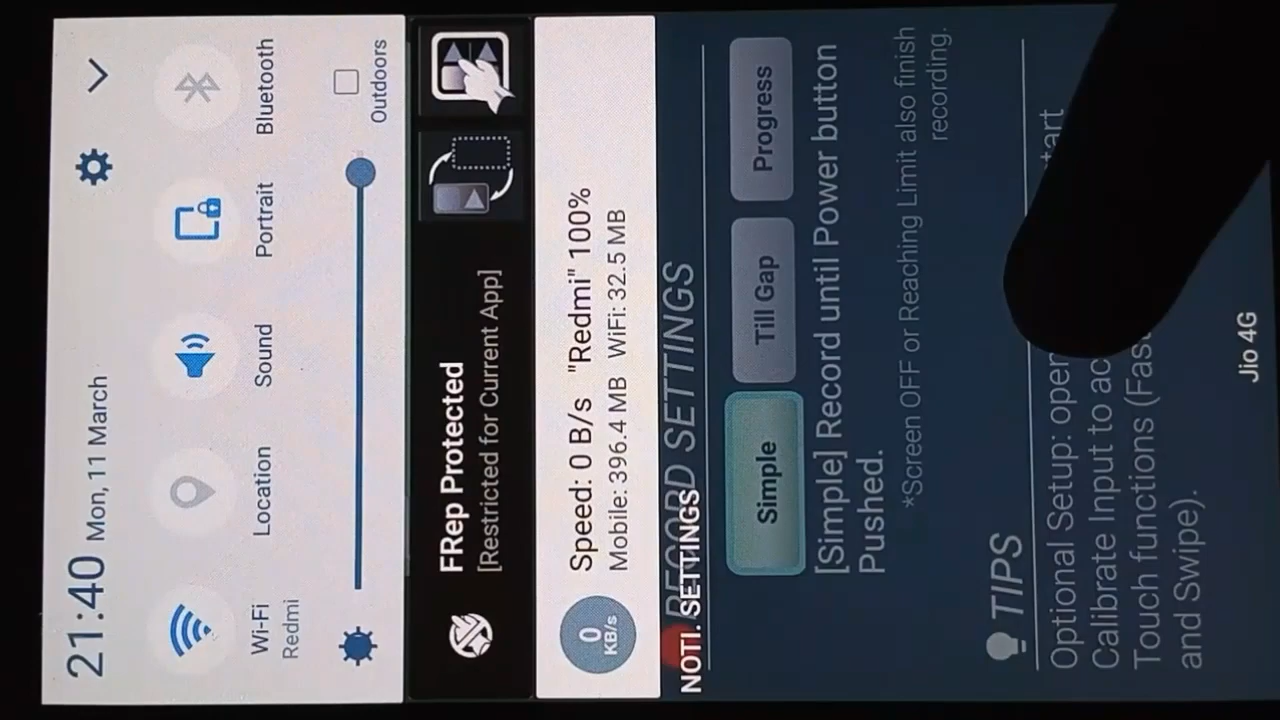 21:40 Mon, 11 March
Wi-Fi
Redmi
Location
Sound
Portrait
Bluetooth
Outdoors
FRep Protected
[Restricted for Current App]
0
KB/s
Speed: 0 B/s "Redmi" 100%
Mobile: 396.4 MB WiFi: 32.5 MB
RECORD SETTINGS
NOTI. SETTINGS
Simple
Till Gap
Progress
[Simple] Record until Power button
Pushed.
*Screen OFF or Reaching Limit also finish
recording.
TIPS
Optional Setup: open
Calibrate Input to
Touch functions
and Swipe).
Jio 4G